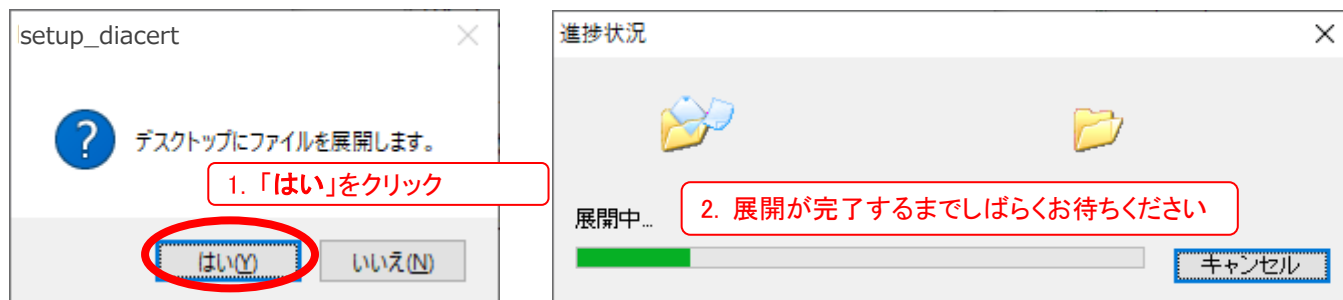 setup_diacert
デスクトップにファイルを展開します。
1. 「はい」をクリック
はい(Y)
いいえ(N)
進捗状況
展開中...
2. 展開が完了するまでしばらくお待ちください
キャンセル